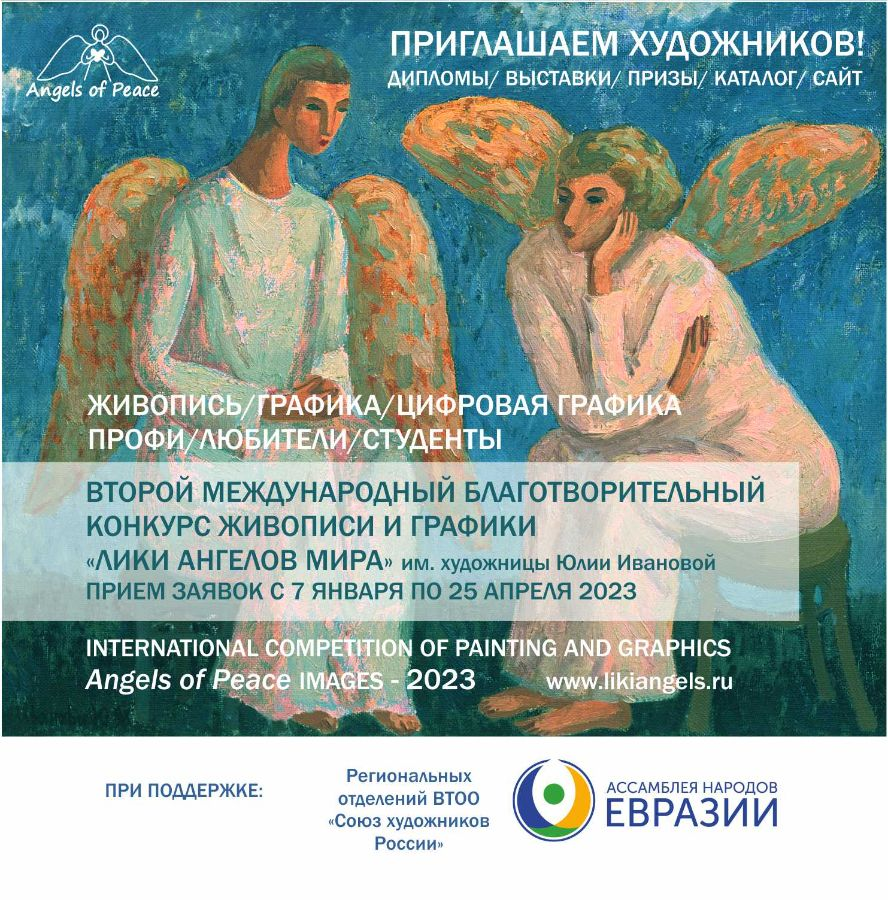 Angels of Peace
ПРИГЛАШАЕМ ХУДОЖНИКОВ!
ДИПЛОМЫ/ ВЫСТАВКИ/ ПРИЗЫ/ КАТАЛОГ/ САЙТ
ЖИВОПИСЬ/ГРАФИКА/ЦИФРОВАЯ ГРАФИКА
ПРОФИ/ЛЮБИТЕЛИ/СТУДЕНТЫ
ВТОРОЙ МЕЖДУНАРОДНЫЙ БЛАГОТВОРИТЕЛЬНЫЙ
КОНКУРС ЖИВОПИСИ И ГРАФИКИ
«ЛИКИ АНГЕЛОВ МИРА» им. художницы Юлии Ивановой
ПРИЕМ ЗАЯВОК С 7 ЯНВАРЯ ПО 25 АПРЕЛЯ 2023
INTERNATIONAL COMPETITION OF PAINTING AND GRAPHICS
Angels of Peace IMAGES - 2023 www.likiangels.ru
ПРИ ПОДДЕРЖКЕ:
Региональных
отделений ВТОО
«Союз художников
России»
АССАМБЛЕЯ НАРОДОВ
ЕВРАЗИИ